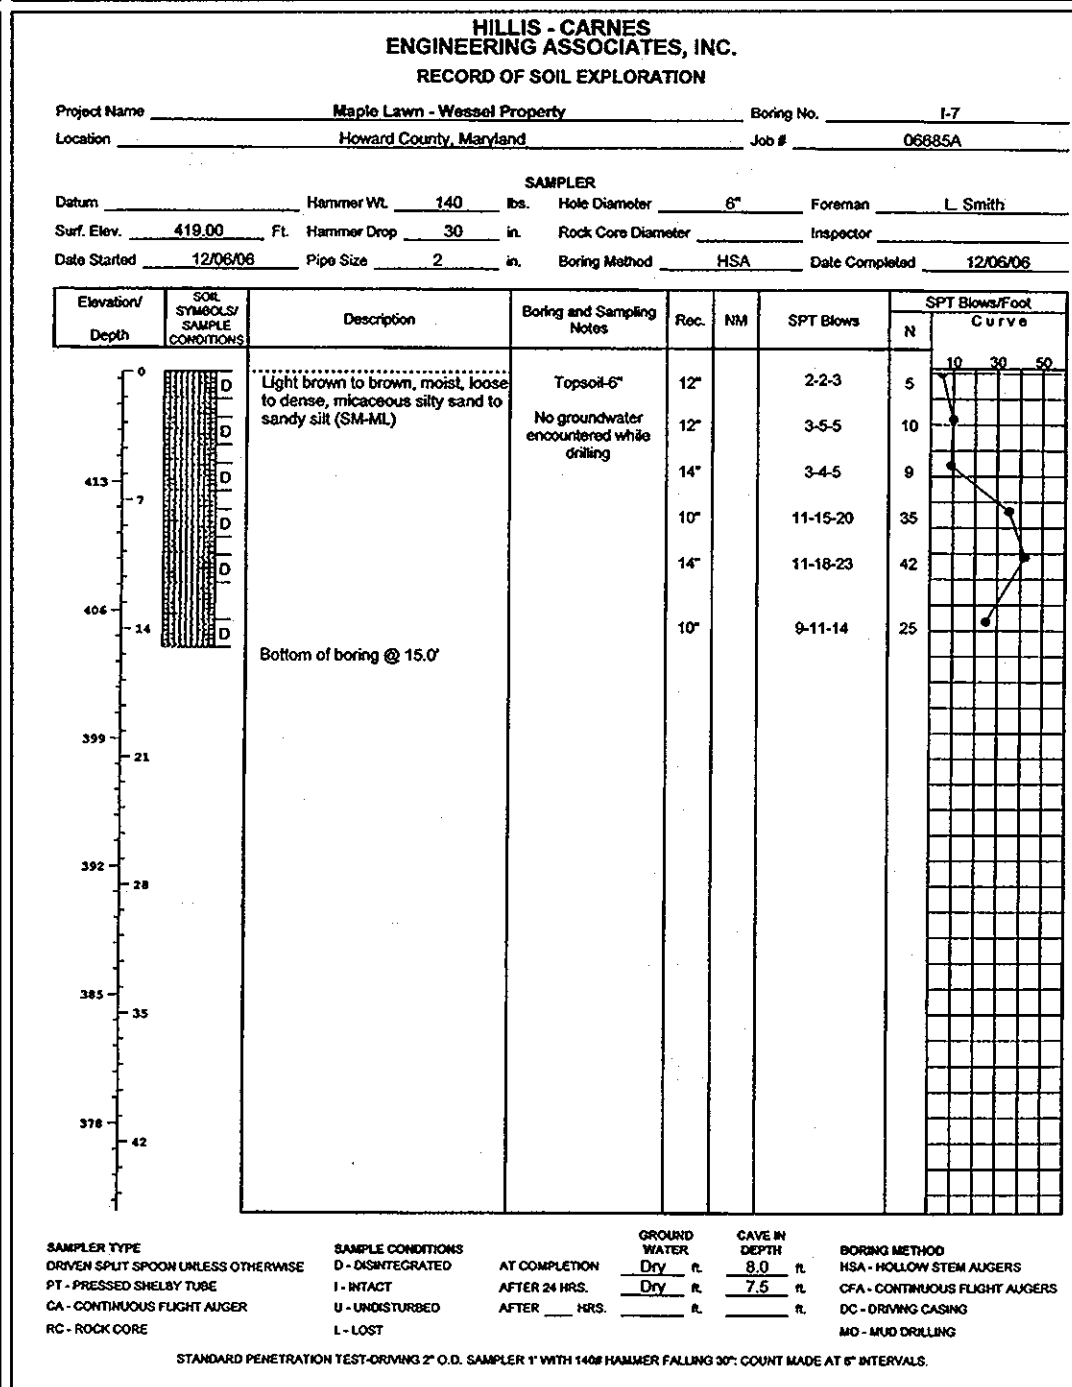 HILLIS - CARNES
ENGINEERING ASSOCIATES, INC.
RECORD OF SOIL EXPLORATION
Project Name Maple Lawn - Wessel Property Boring No. I-7
Location Howard County, Maryland Job # 06685A
SAMPLER
Datum Hammer Wt. 140 lbs. Hole Diameter 6" Foreman L. Smith
Surf. Elev. 419.00 Ft. Hammer Drop 30 in. Rock Core Diameter Inspector
Date Started 12/06/06 Pipe Size 2 in. Boring Method HSA Date Completed 12/06/06
Elevation/ Depth SOIL SYMBOLS/ SAMPLE CONDITIONS Description Boring and Sampling Notes Rec. NM SPT Blows SPT Blows/Foot
N Curve
10 30 50
0 D Light brown to brown, moist, loose Topsoil-6" 12" 2-2-3 5
to dense, micaceous silty sand to
sandy silt (SM-ML) No groundwater
D encountered while 12" 3-5-5 10
drilling
413 D 14" 3-4-5 9
7
D 10" 11-15-20 35
D 14" 11-18-23 42
406
14 D 10" 9-11-14 25
Bottom of boring @ 15.0'
399
21
392
28
385
35
378
42
GROUND WATER CAVE IN DEPTH
SAMPLER TYPE SAMPLE CONDITIONS BORING METHOD
DRIVEN SPLIT SPOON UNLESS OTHERWISE D - DISINTEGRATED AT COMPLETION Dry ft. 8.0 ft. HSA - HOLLOW STEM AUGERS
PT - PRESSED SHELBY TUBE I - INTACT AFTER 24 HRS. Dry ft. 7.5 ft. CFA - CONTINUOUS FLIGHT AUGERS
CA - CONTINUOUS FLIGHT AUGER U - UNDISTURBED AFTER ___ HRS. ft. ft. DC - DRIVING CASING
RC - ROCK CORE L - LOST MD - MUD DRILLING
STANDARD PENETRATION TEST-DRIVING 2" O.D. SAMPLER 1' WITH 140# HAMMER FALLING 30": COUNT MADE AT 6" INTERVALS.